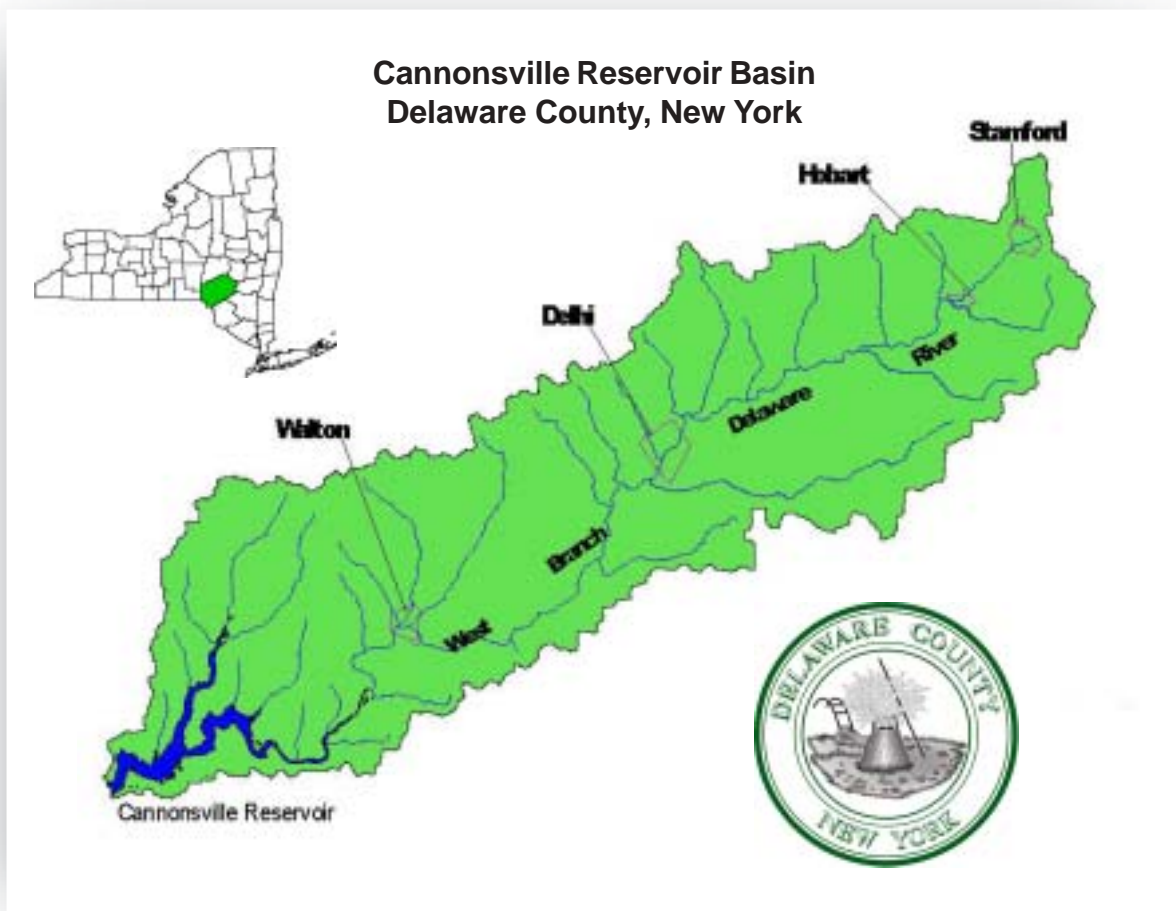 Cannonsville Reservoir Basin
Delaware County, New York
Stamford
Hobart
Delhi
River
Delaware
Walton
Branch
West
Cannonsville Reservoir
DELAWARE COUNTY
NEW YORK